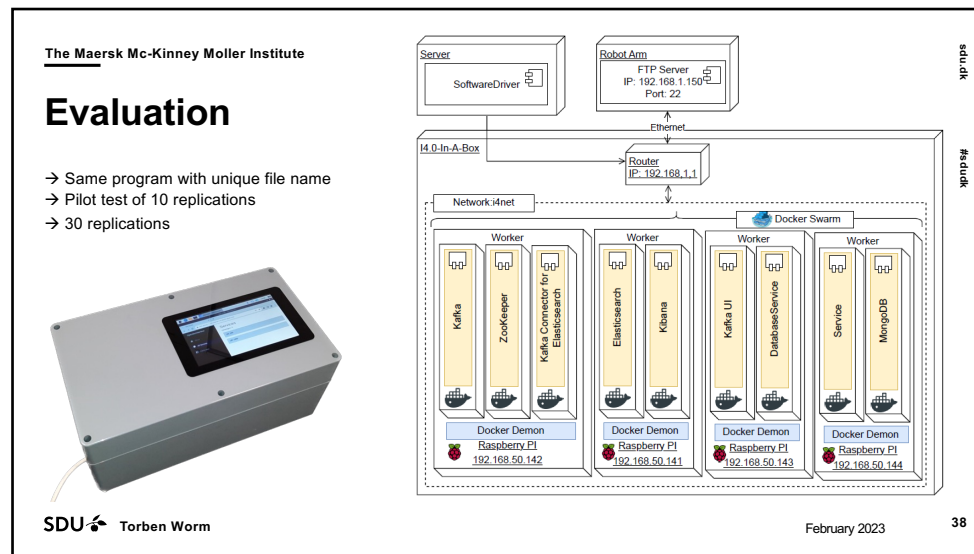 The Maersk Mc-Kinney Moller Institute
Evaluation
→ Same program with unique file name
→ Pilot test of 10 replications
→ 30 replications
Server
SoftwareDriver
Robot Arm
FTP Server
IP: 192.168.1.150
Port: 22
Ethernet
I4.0-In-A-Box
Router
IP: 192.168,1,1
Network:i4net
Docker Swarm
Worker
Kafka
ZooKeeper
Kafka Connector for
Elasticsearch
Docker Demon
Raspberry PI
192.168.50.142
Worker
Elasticsearch
Kibana
Docker Demon
Raspberry PI
192.168.50.141
Worker
Kafka UI
DatabaseService
Docker Demon
Raspberry PI
192.168.50.143
Worker
Service
MongoDB
Docker Demon
Raspberry PI
192.168.50.144
sdu.dk
#sdudk
SDU Torben Worm
February 2023
38